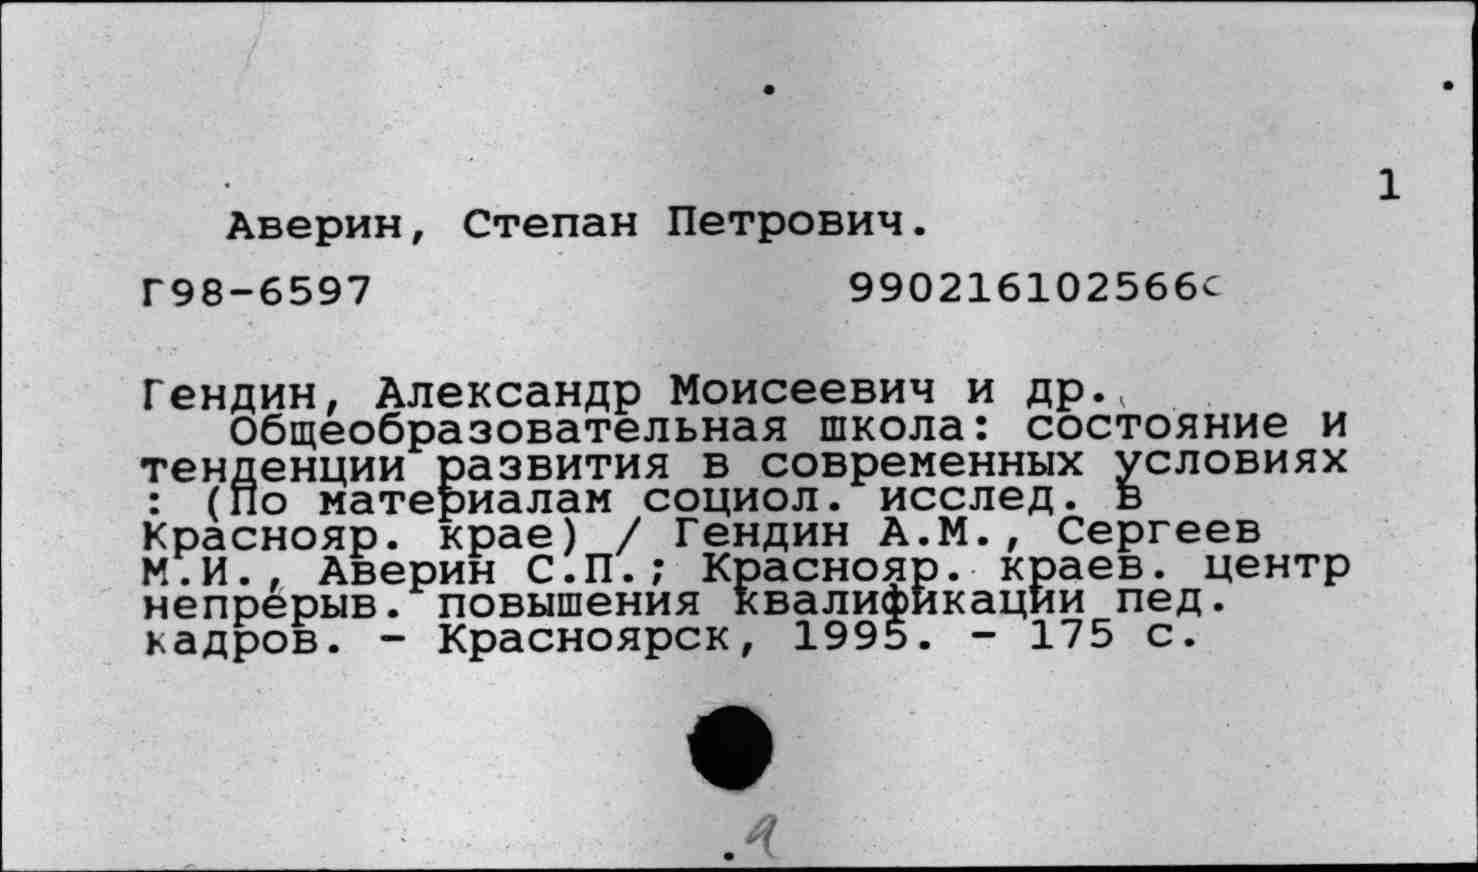 1
Аверин, Степан Петрович.
Г98-6597 990216102566с
Гендин, Александр Моисеевич и др.
Общеобразовательная школа: состояние и
тенденции развития в современных условиях
: (По материалам социол. исслед. в
Краснояр. крае) / Гендин А.М., Сергеев
М.И., Аверин С.П.; Краснояр. краев. центр
непрерыв. повышения квалификации пед.
кадров. - Красноярск, 1995. - 175 с.